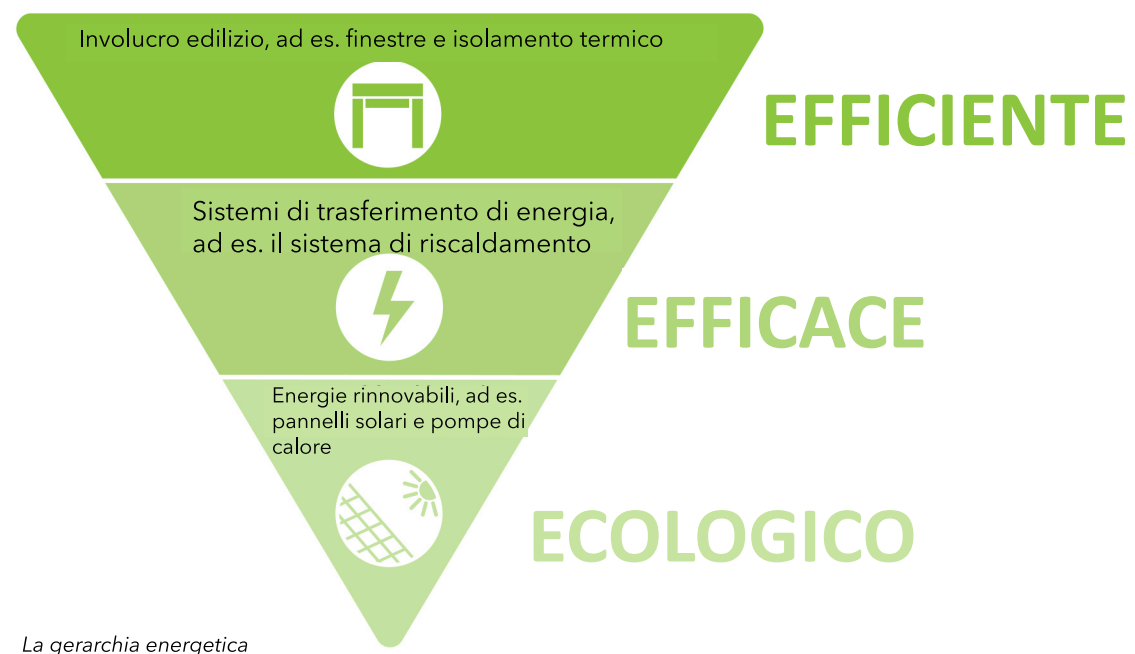 Involucro edilizio, ad es. finestre e isolamento termico
EFFICIENTE
Sistemi di trasferimento di energia,
ad es. il sistema di riscaldamento
EFFICACE
Energie rinnovabili, ad es.
pannelli solari e pompe di
calore
ECOLOGICO
La gerarchia energetica